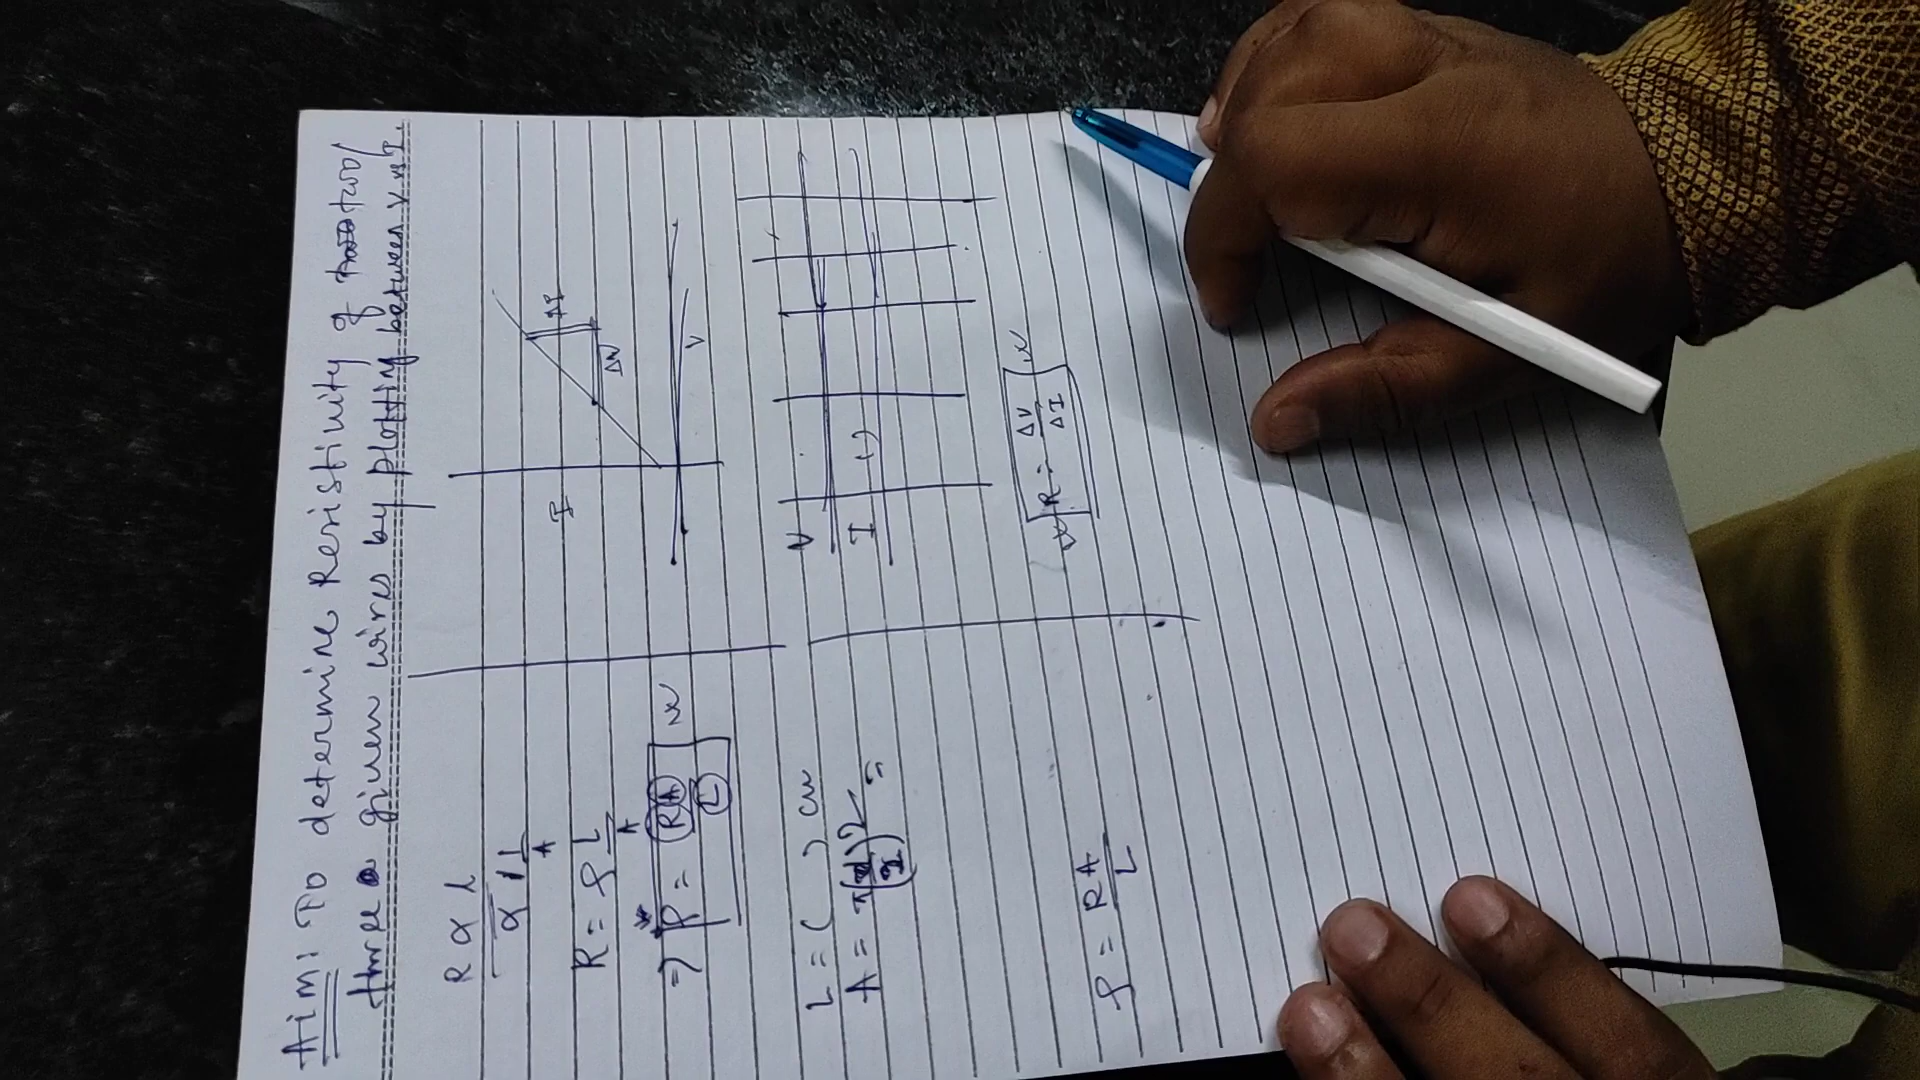 Aim: To determine Resistivity of two/
three given wires by plotting between V vs I.
R α L
α 1/A
R = ρ L/A
⇒ ρ = RA/L
L = ( ) cm
A = π(d/2)² =
ρ = RA/L
I
ΔI
ΔV
V
V
I ( )
R = ΔV/ΔI